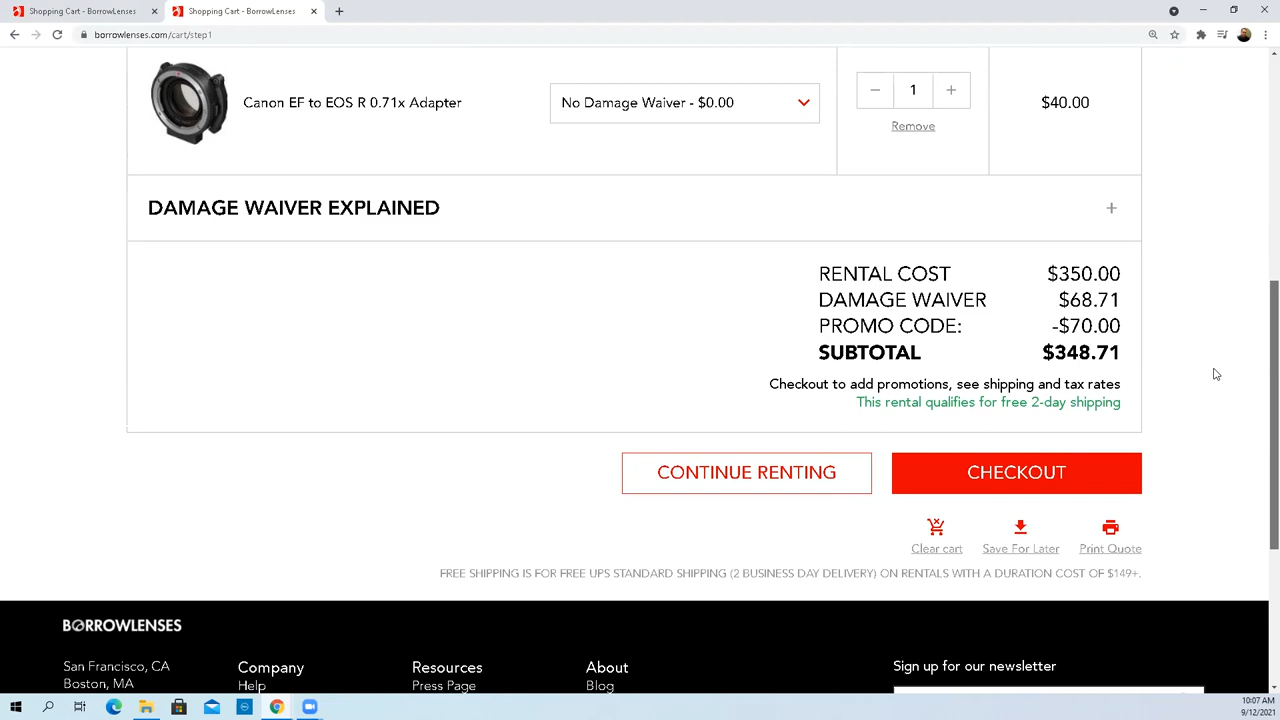 Shopping Cart - BorrowLenses
Shopping Cart - BorrowLenses
borrowlenses.com/cart/step1
Canon EF to EOS R 0.71x Adapter
No Damage Waiver - $0.00
1
$40.00
Remove
DAMAGE WAIVER EXPLAINED
RENTAL COST $350.00
DAMAGE WAIVER $68.71
PROMO CODE: -$70.00
SUBTOTAL $348.71
Checkout to add promotions, see shipping and tax rates
This rental qualifies for free 2-day shipping
CONTINUE RENTING
CHECKOUT
Clear cart
Save For Later
Print Quote
FREE SHIPPING IS FOR FREE UPS STANDARD SHIPPING (2 BUSINESS DAY DELIVERY) ON RENTALS WITH A DURATION COST OF $149+.
BORROWLENSES
San Francisco, CA
Boston, MA
Company
Help
Resources
Press Page
About
Blog
Sign up for our newsletter
10:07 AM
9/12/2021